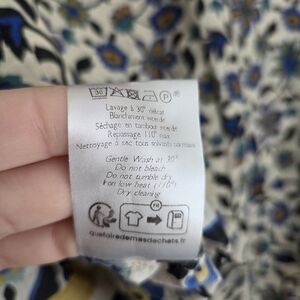 30 P
Lavage à 30° délicat
Blanchiment interdit
Séchage en tambour interdit
Repassage 110° max
Nettoyage à sec tous solvants
Gentle Wash at 30°
Do not bleach
Do not tumble dry
Iron low heat (110°)
Dry cleaning
FR
quefairedemesdechets.fr